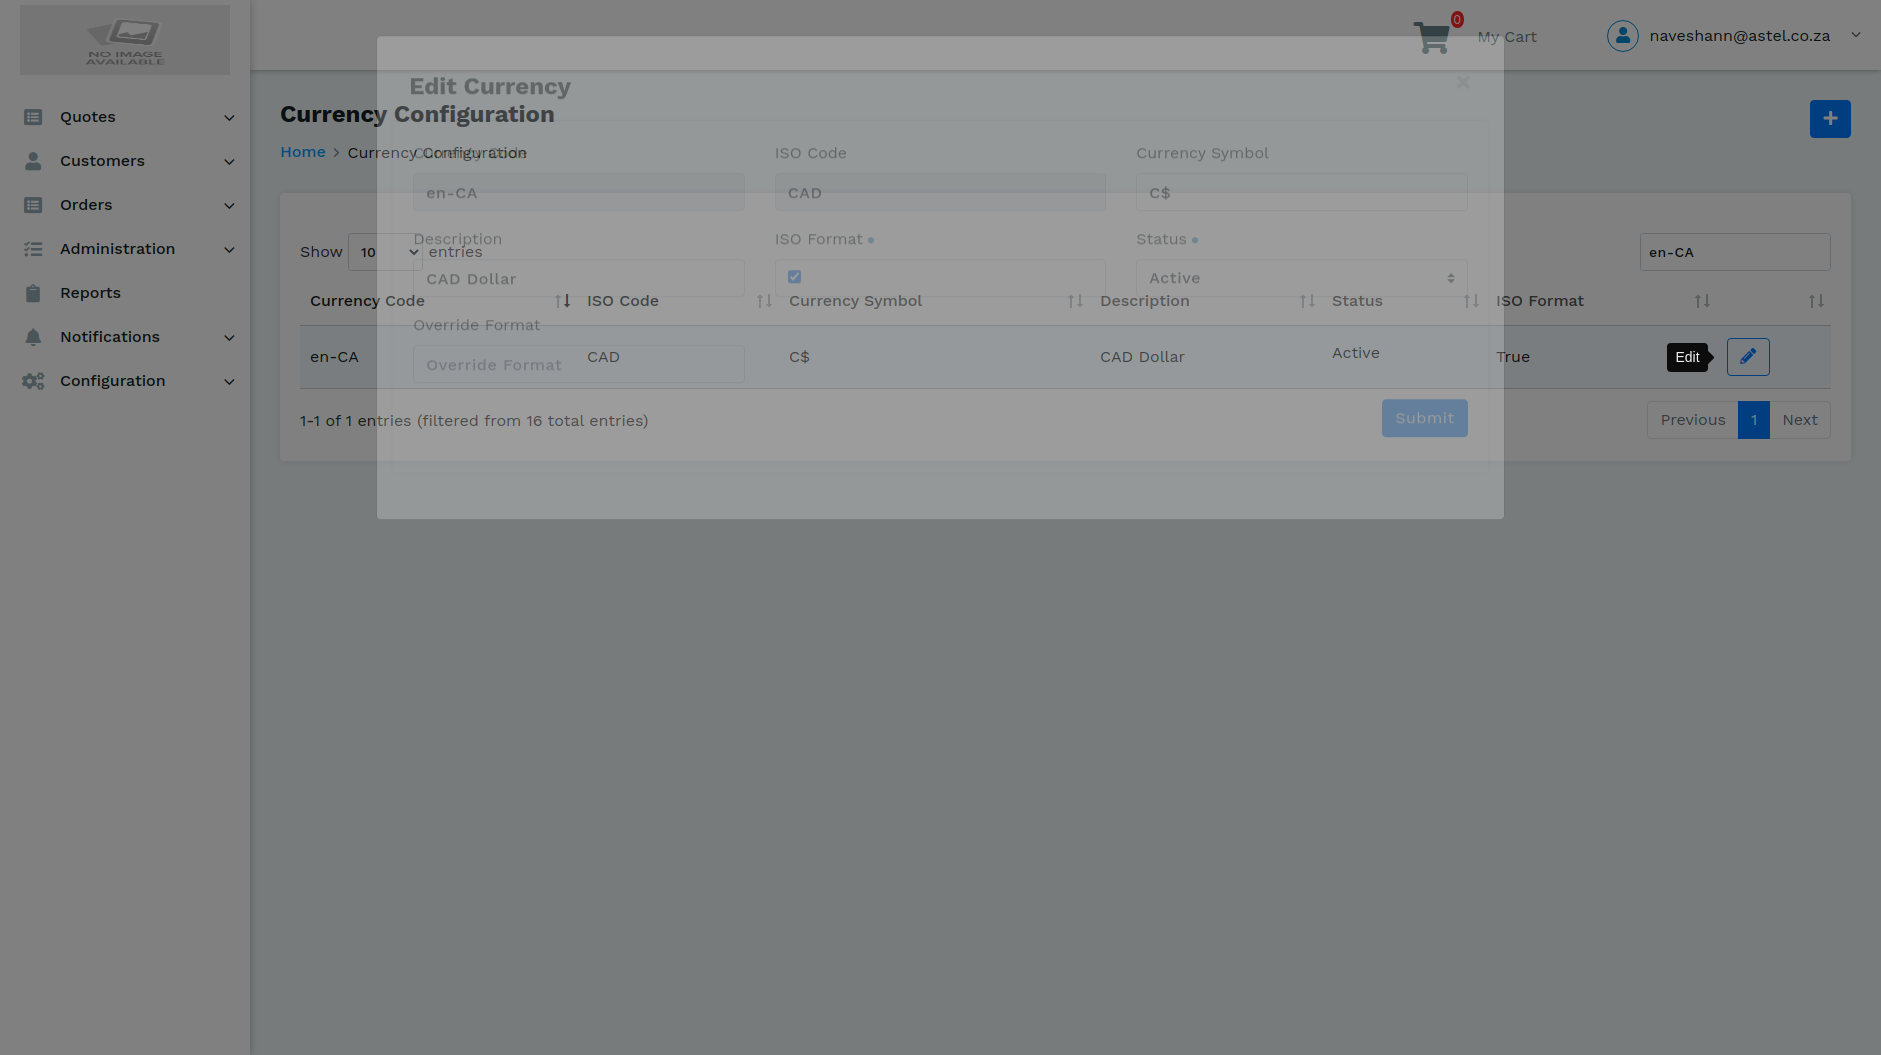 NO IMAGE
AVAILABLE
Quotes
Customers
Orders
Administration
Reports
Notifications
Configuration
0
My Cart
naveshann@astel.co.za
Edit Currency
×
Currency Configuration
+
Home > Currency Configuration
Currency Code
ISO Code
Currency Symbol
en-CA
CAD
C$
Description
ISO Format
Status
Show 10 entries
en-CA
CAD Dollar
Active
Currency Code
ISO Code
Currency Symbol
Description
Status
ISO Format
Override Format
Override Format
en-CA
CAD
C$
CAD Dollar
Active
True
Edit
1-1 of 1 entries (filtered from 16 total entries)
Submit
Previous
1
Next